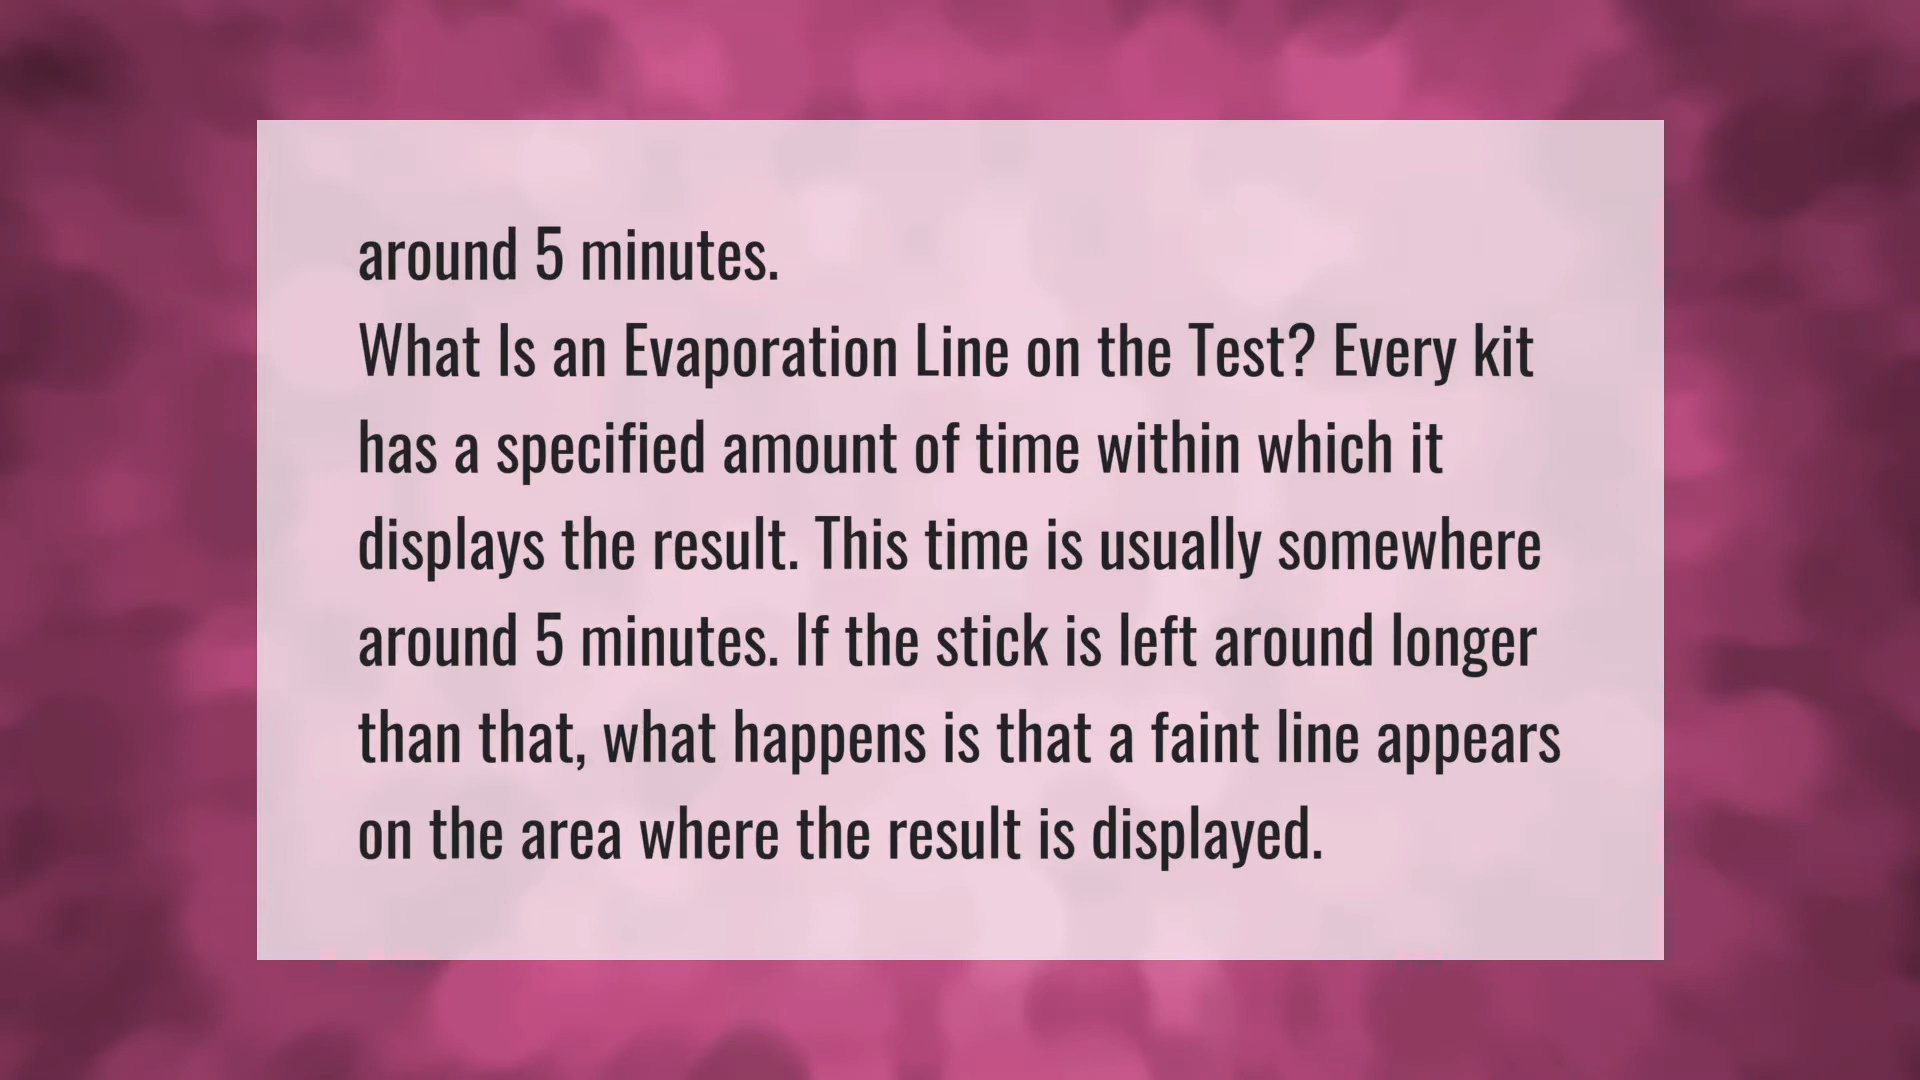 around 5 minutes.
What Is an Evaporation Line on the Test? Every kit
has a specified amount of time within which it
displays the result. This time is usually somewhere
around 5 minutes. If the stick is left around longer
than that, what happens is that a faint line appears
on the area where the result is displayed.